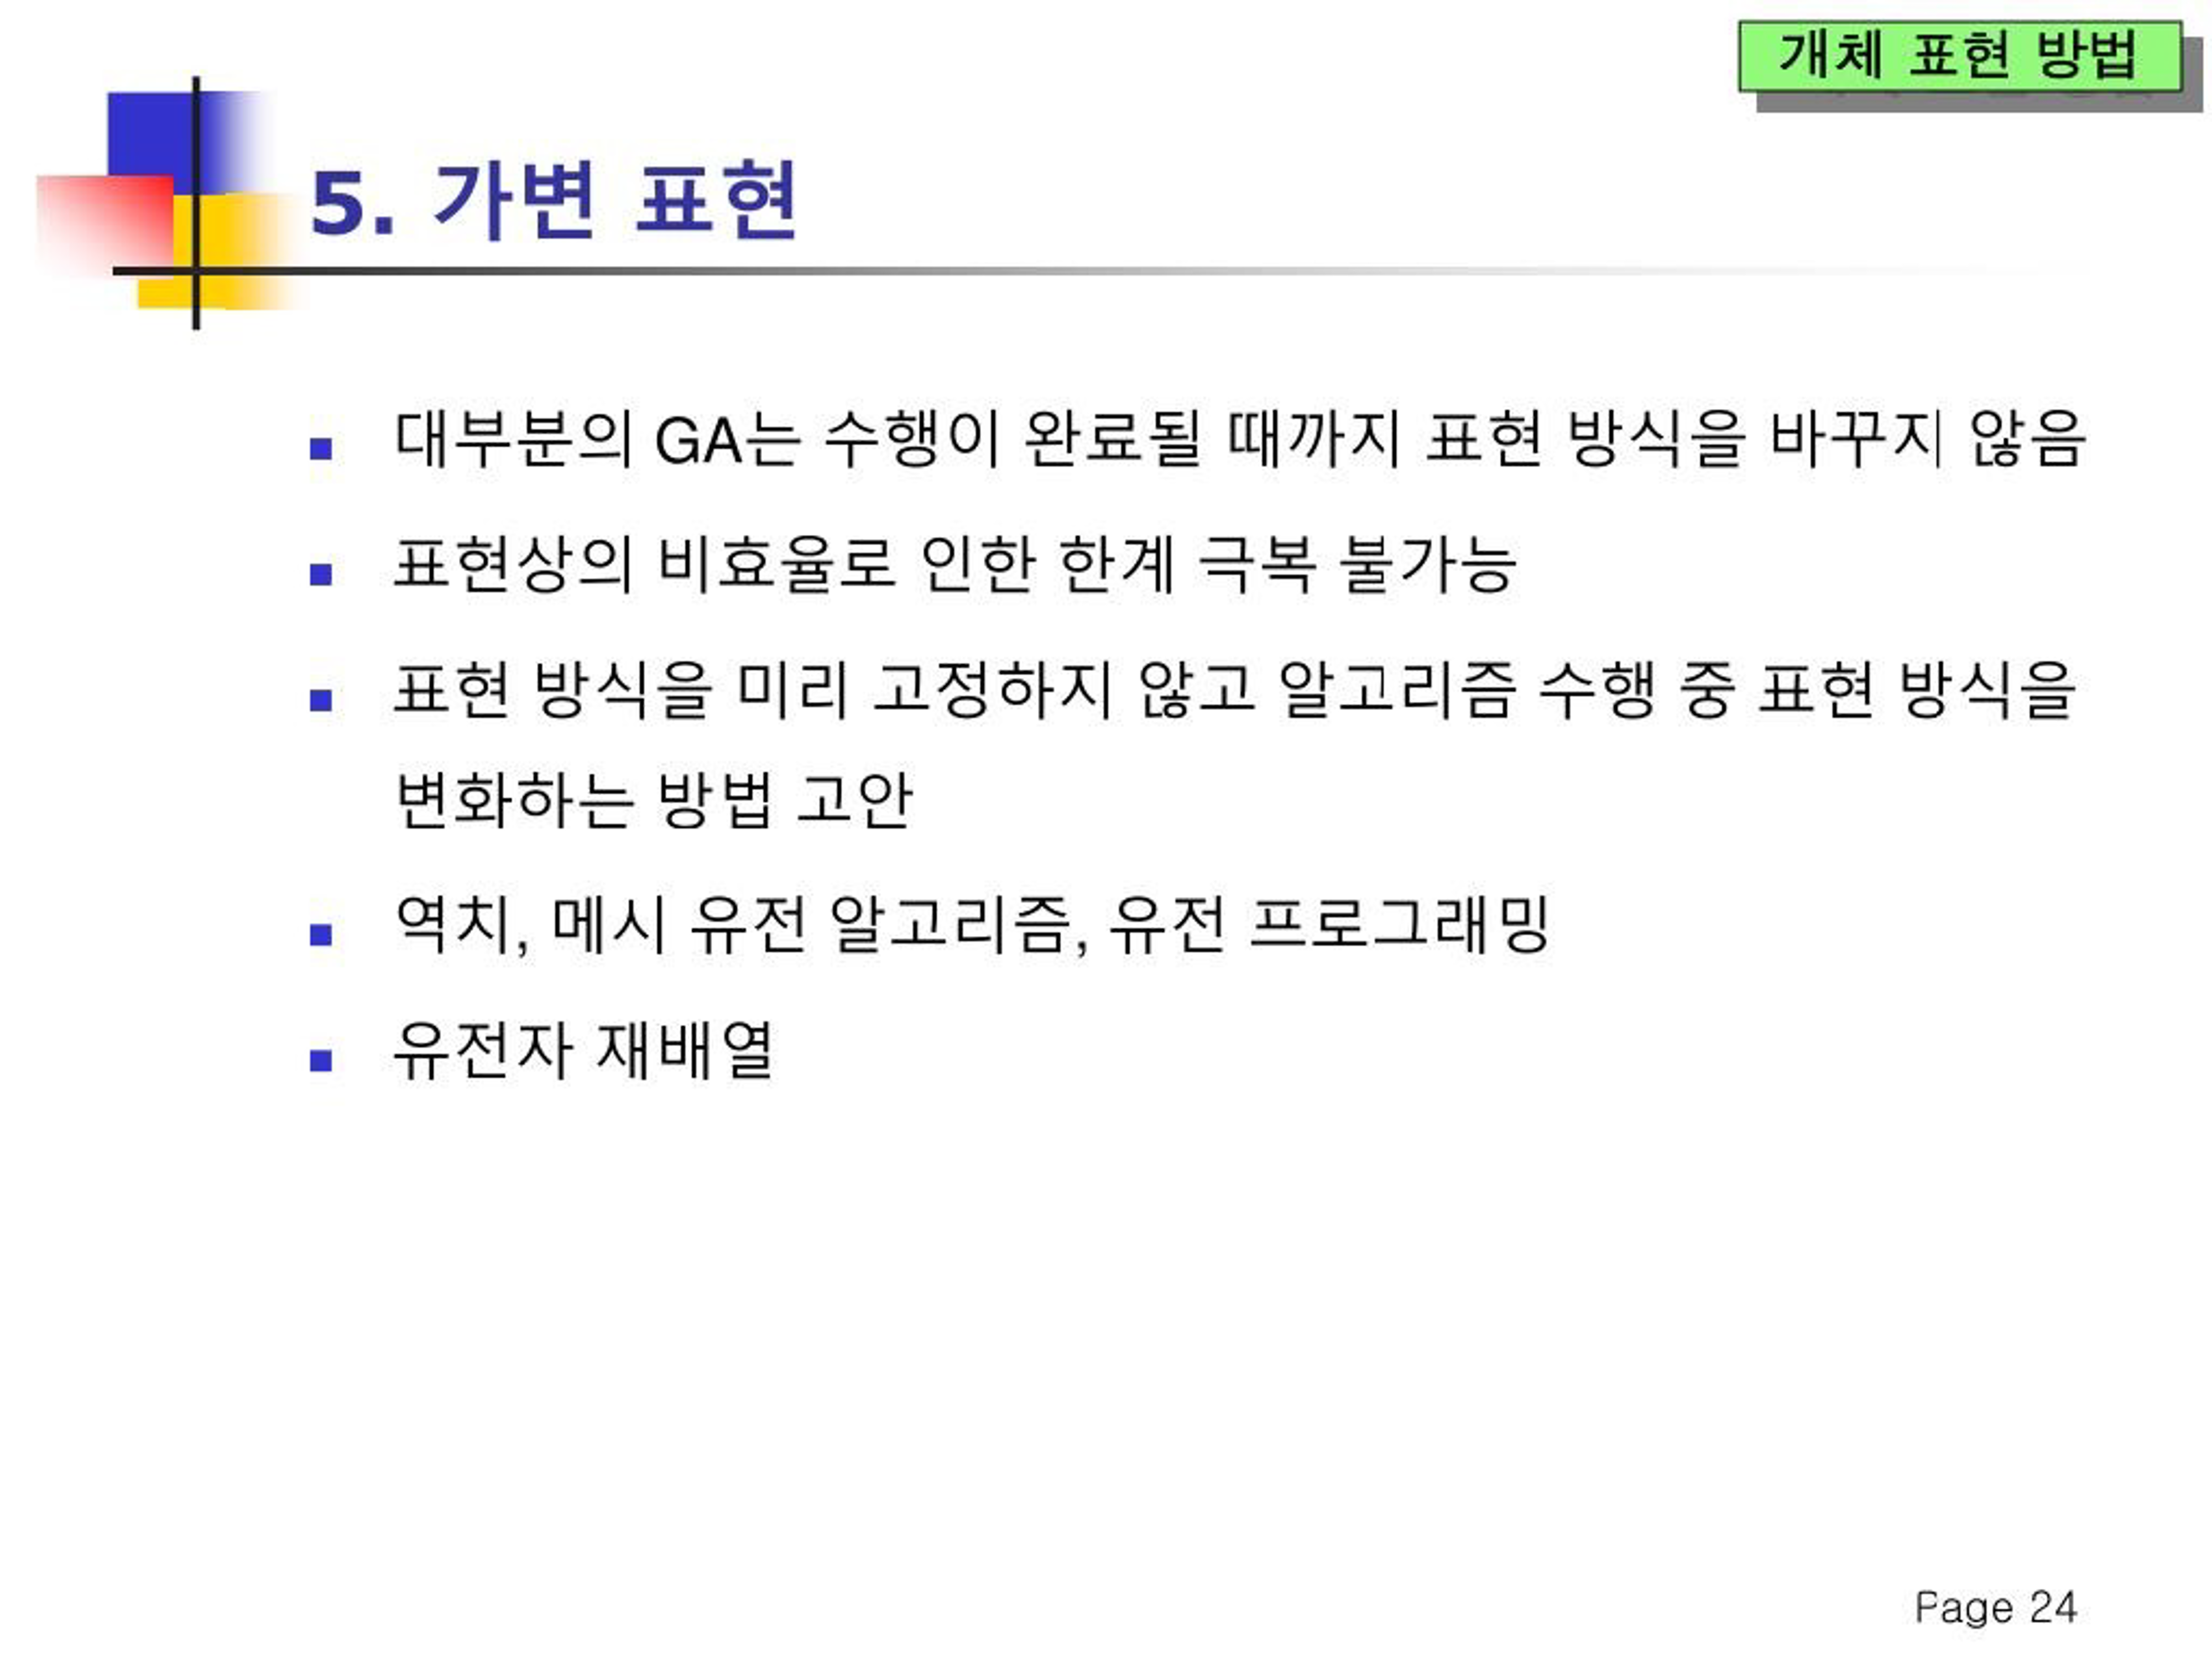 개체 표현 방법
5. 가변 표현
대부분의 GA는 수행이 완료될 때까지 표현 방식을 바꾸지 않음
표현상의 비효율로 인한 한계 극복 불가능
표현 방식을 미리 고정하지 않고 알고리즘 수행 중 표현 방식을
변화하는 방법 고안
역치, 메시 유전 알고리즘, 유전 프로그래밍
유전자 재배열
Page 24